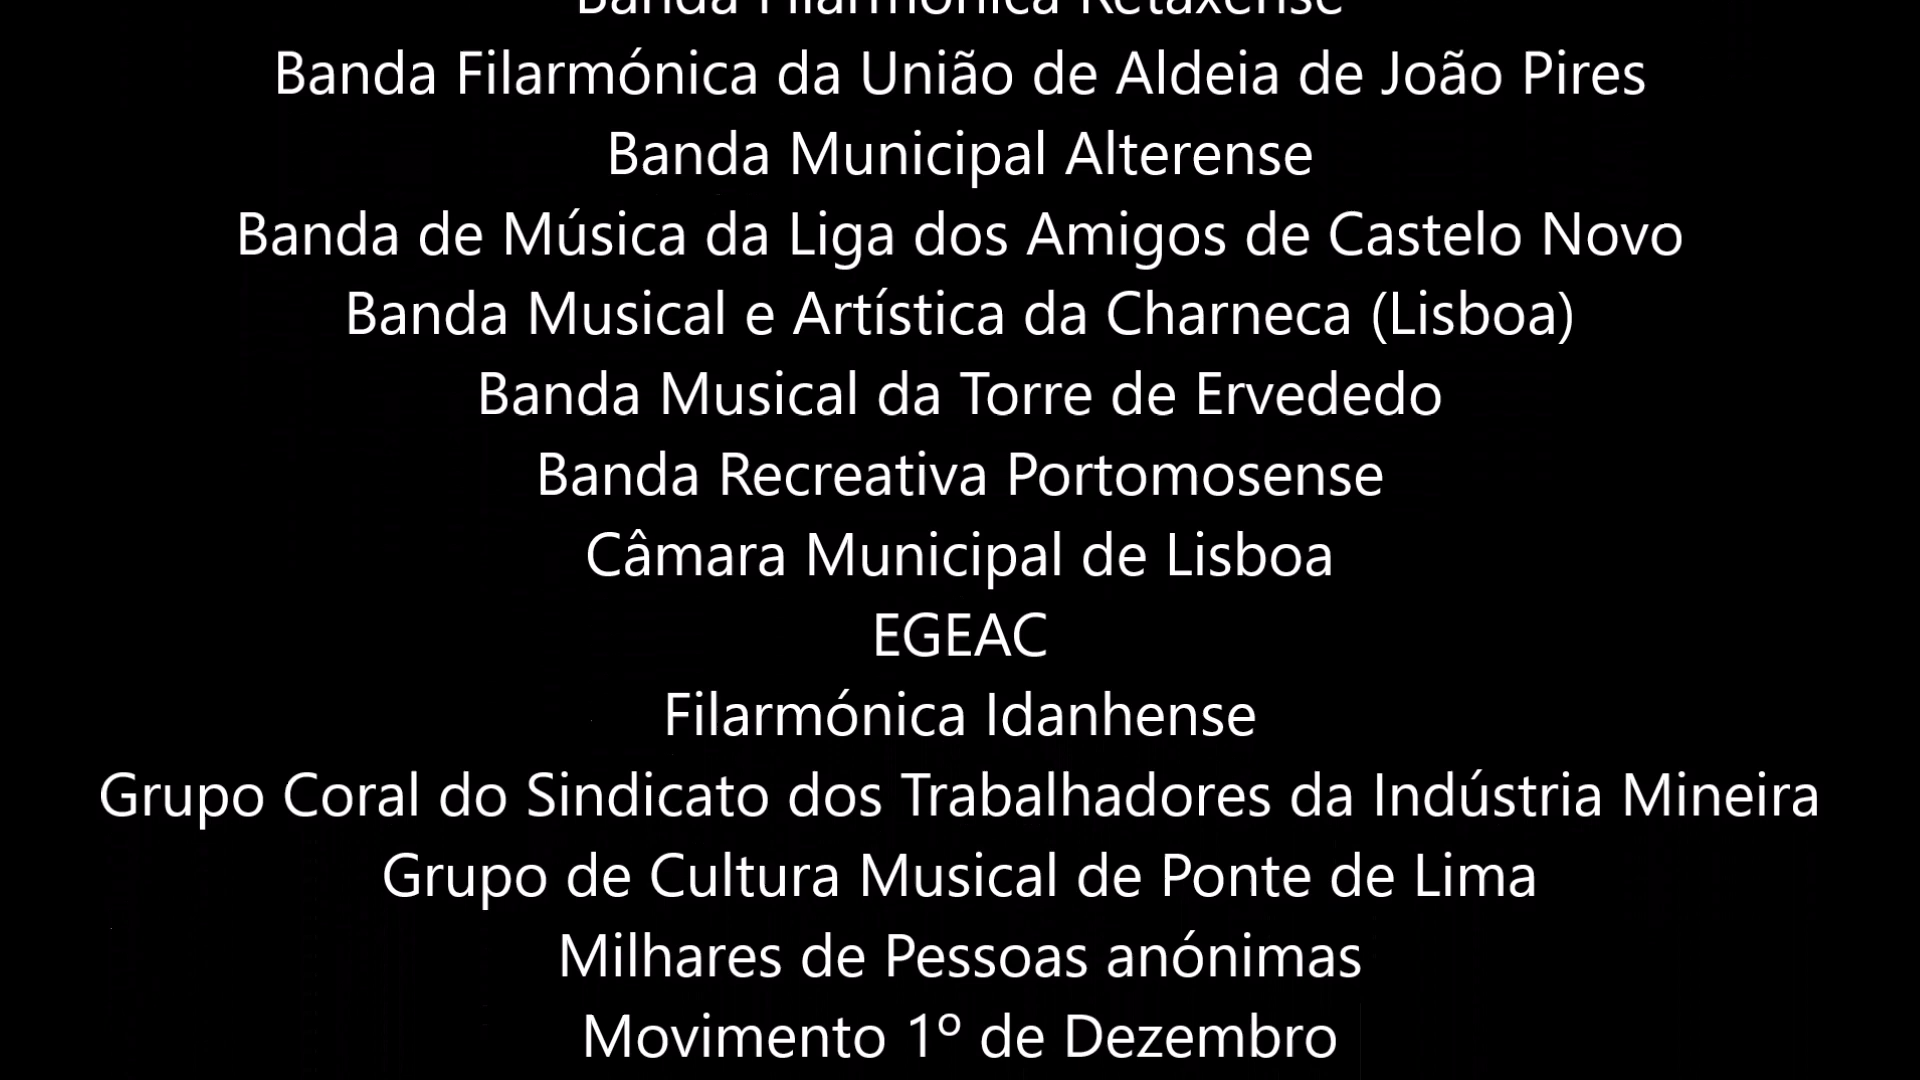 Banda Filarmónica Retaxense
Banda Filarmónica da União de Aldeia de João Pires
Banda Municipal Alterense
Banda de Música da Liga dos Amigos de Castelo Novo
Banda Musical e Artística da Charneca (Lisboa)
Banda Musical da Torre de Ervededo
Banda Recreativa Portomosense
Câmara Municipal de Lisboa
EGEAC
Filarmónica Idanhense
Grupo Coral do Sindicato dos Trabalhadores da Indústria Mineira
Grupo de Cultura Musical de Ponte de Lima
Milhares de Pessoas anónimas
Movimento 1º de Dezembro